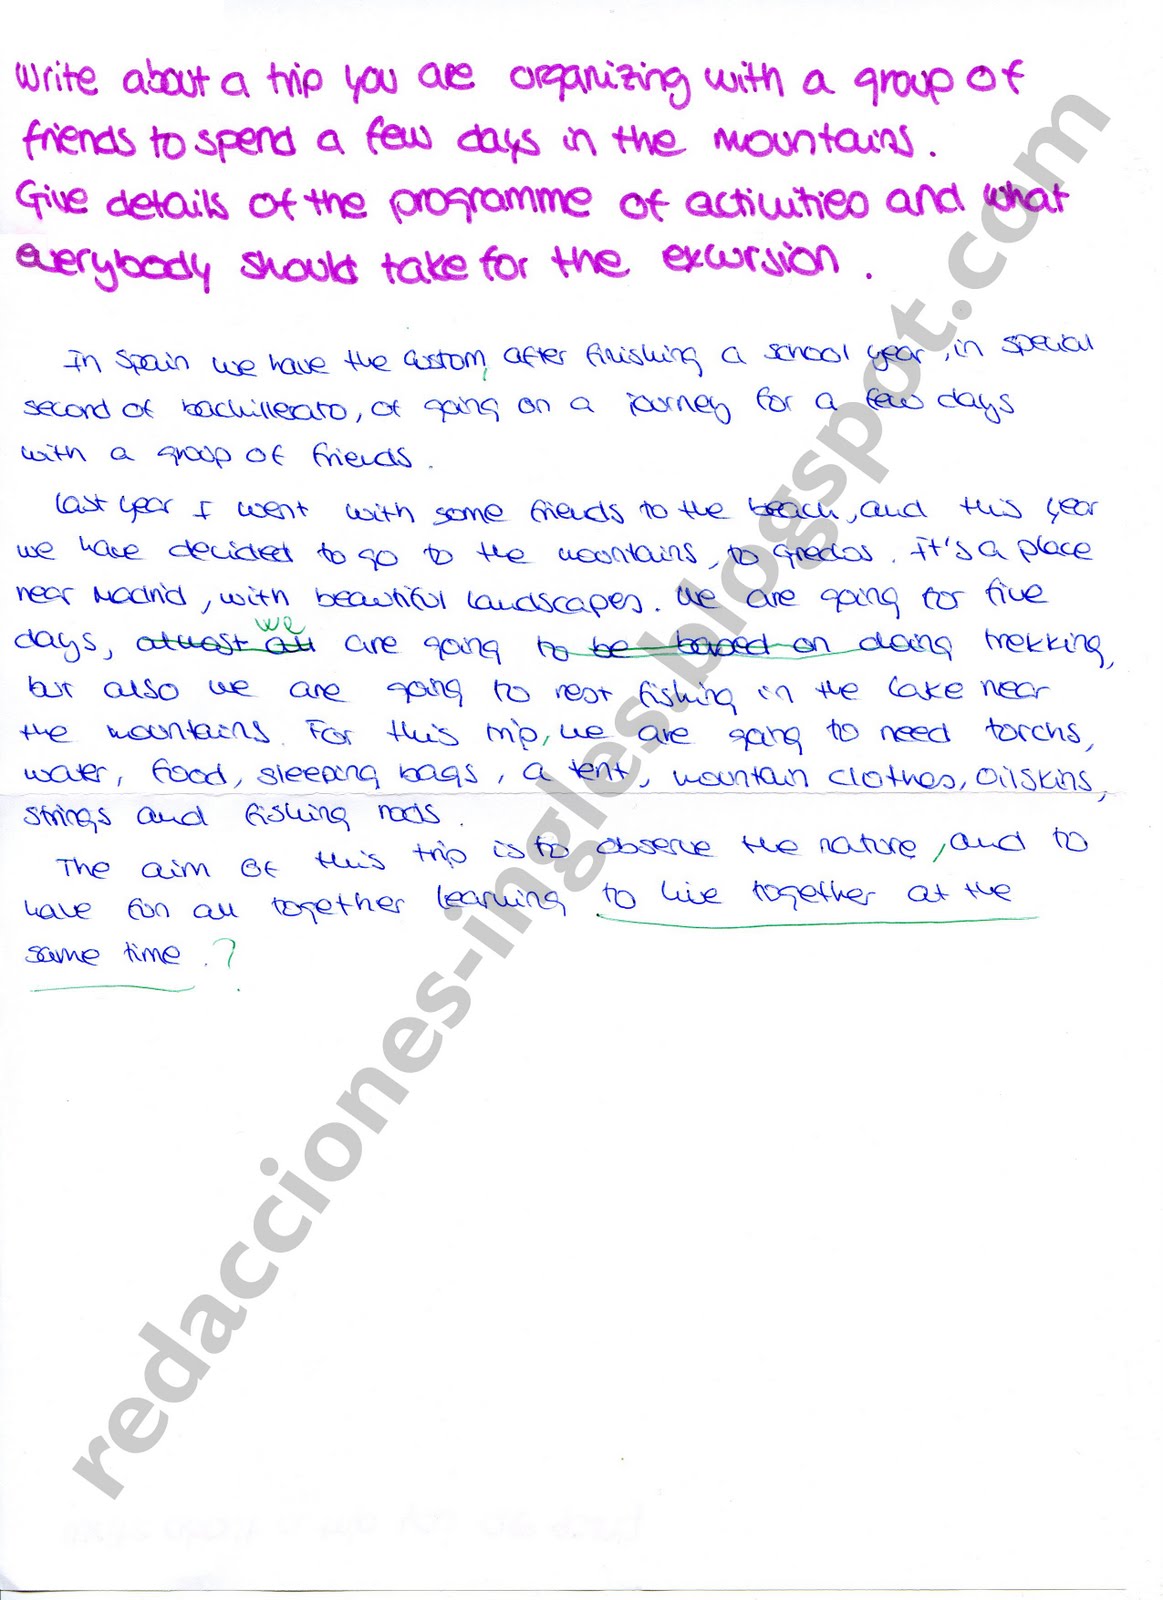 Write about a trip you are organizing with a group of
friends to spend a few days in the mountains.
Give details of the programme of activities and what
everybody should take for the excursion.
In Spain we have the custom, after finishing a school year, in special
second of bachillerato, of going on a journey for a few days
with a group of friends.
Last year I went with some friends to the beach, and this year
we have decided to go to the mountains, to Gredos. It's a place
near Madrid, with beautiful landscapes. We are going for five
we
days, almost all are going to be based on doing trekking,
but also we are going to rest fishing in the lake near
the mountains. For this trip, we are going to need torchs,
water, food, sleeping bags, a tent, mountain clothes, oilskins,
strings and fishing rods.
The aim of this trip is to observe the nature, and to
have fun all together learning to live together at the
same time. ?
redacciones-ingles.blogspot.com